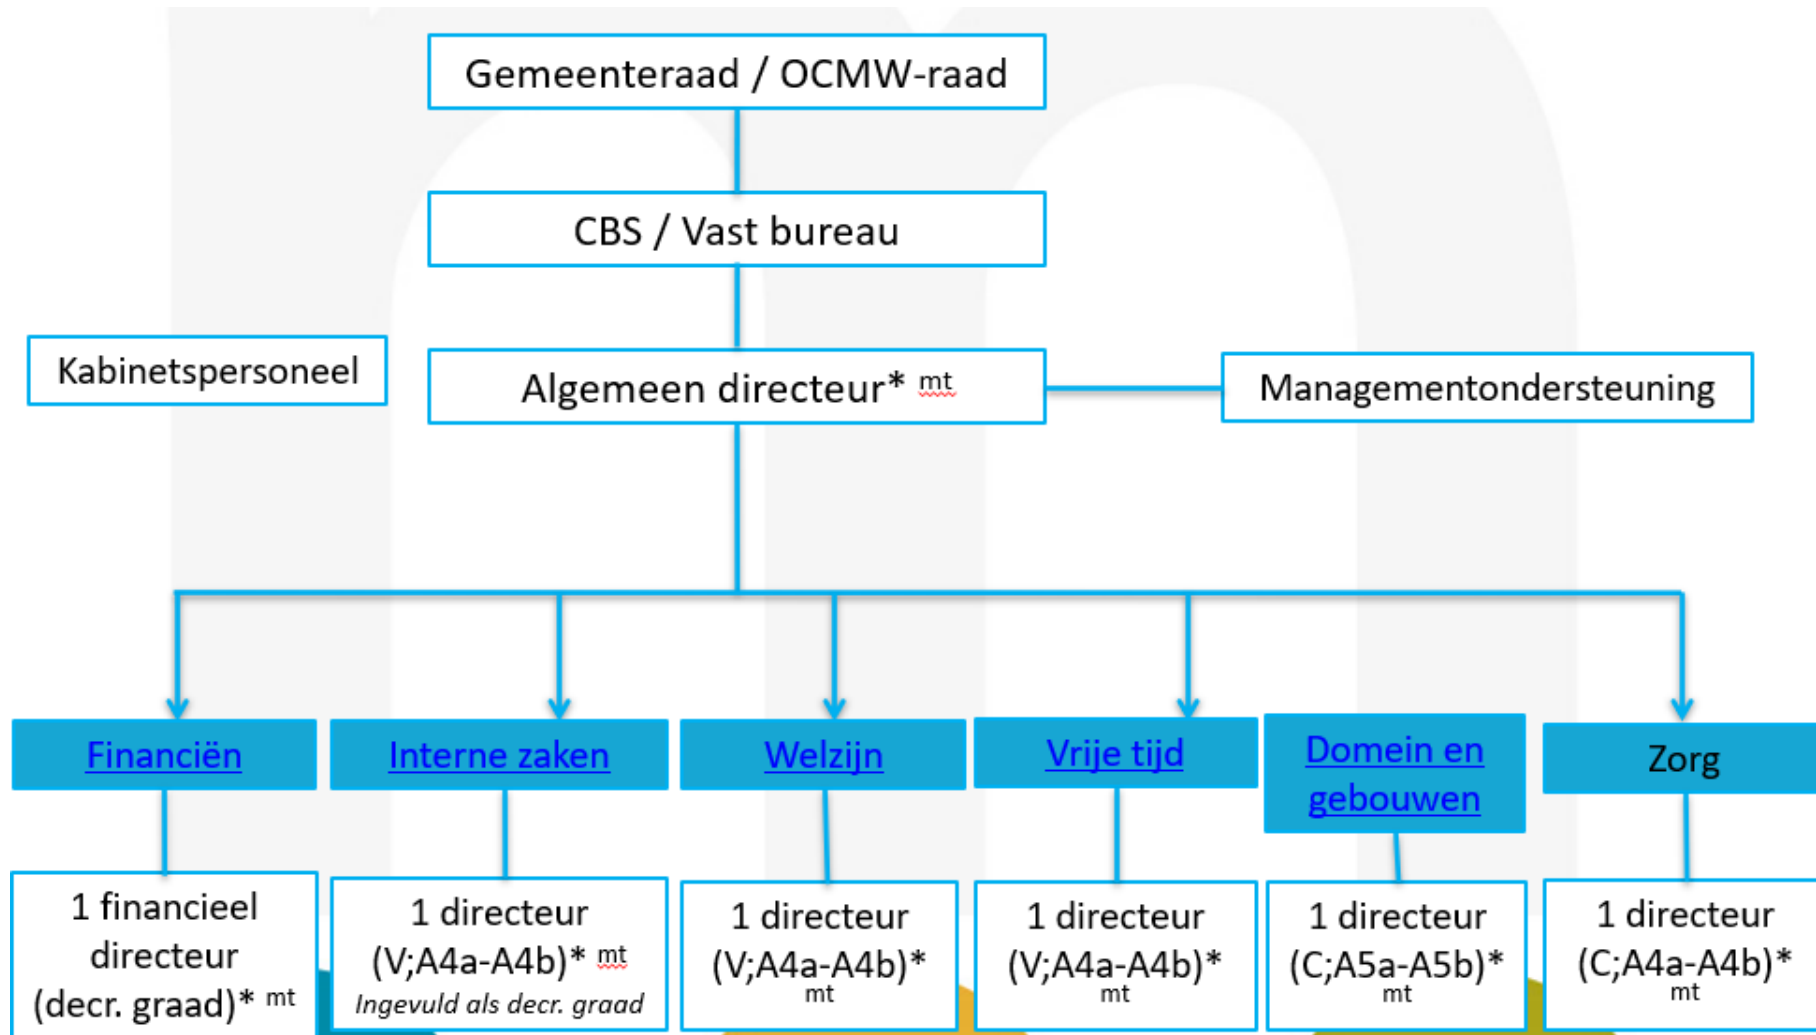 Gemeenteraad / OCMW-raad
CBS / Vast bureau
Kabinetspersoneel
Algemeen directeur* mt
Managementondersteuning
Financiën
Interne zaken
Welzijn
Vrije tijd
Domein en
gebouwen
Zorg
1 financieel
directeur
(decr. graad)* mt
1 directeur
(V;A4a-A4b)* mt
Ingevuld als decr. graad
1 directeur
(V;A4a-A4b)*
mt
1 directeur
(V;A4a-A4b)*
mt
1 directeur
(C;A5a-A5b)*
mt
1 directeur
(C;A4a-A4b)*
mt